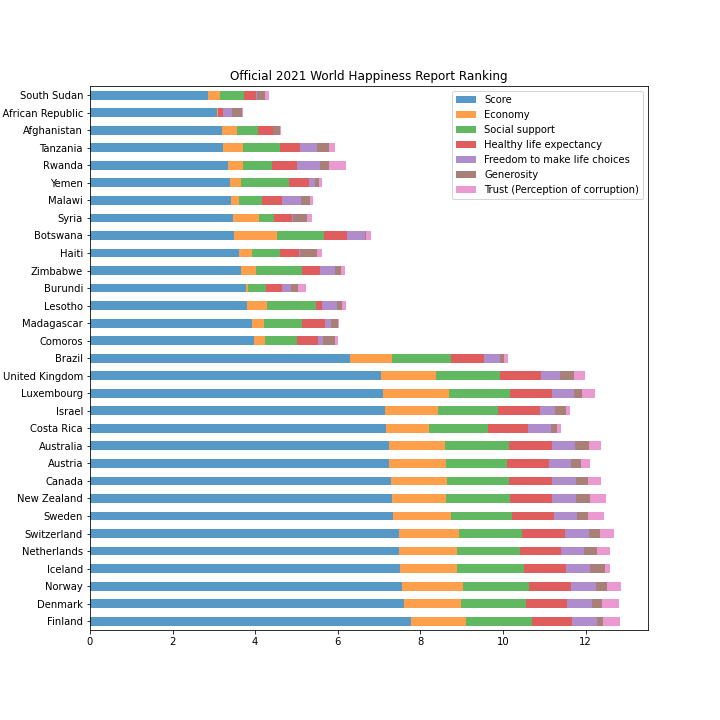 Official 2021 World Happiness Report Ranking
Score
Economy
Social support
Healthy life expectancy
Freedom to make life choices
Generosity
Trust (Perception of corruption)
South Sudan
African Republic
Afghanistan
Tanzania
Rwanda
Yemen
Malawi
Syria
Botswana
Haiti
Zimbabwe
Burundi
Lesotho
Madagascar
Comoros
Brazil
United Kingdom
Luxembourg
Israel
Costa Rica
Australia
Austria
Canada
New Zealand
Sweden
Switzerland
Netherlands
Iceland
Norway
Denmark
Finland
0 2 4 6 8 10 12